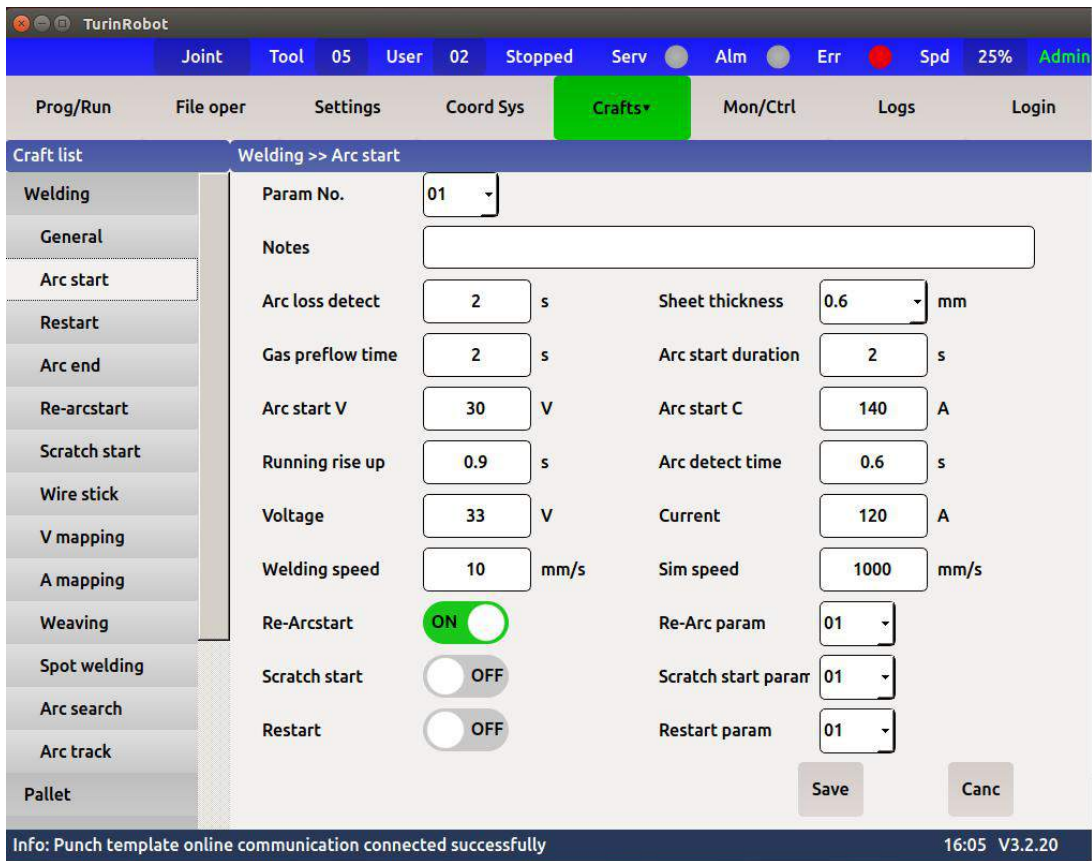 TurinRobot
Joint Tool 05 User 02 Stopped Serv Alm Err Spd 25% Admin
Prog/Run File oper Settings Coord Sys Crafts▾ Mon/Ctrl Logs Login
Craft list Welding >> Arc start
Welding Param No. 01
General Notes
Arc start Arc loss detect 2 s Sheet thickness 0.6 mm
Restart Gas preflow time 2 s Arc start duration 2 s
Arc end
Re-arcstart Arc start V 30 V Arc start C 140 A
Scratch start Running rise up 0.9 s Arc detect time 0.6 s
Wire stick Voltage 33 V Current 120 A
V mapping
A mapping Welding speed 10 mm/s Sim speed 1000 mm/s
Weaving Re-Arcstart ON Re-Arc param 01
Spot welding Scratch start OFF Scratch start param 01
Arc search Restart OFF Restart param 01
Arc track
Pallet Save Canc
Info: Punch template online communication connected successfully 16:05 V3.2.20